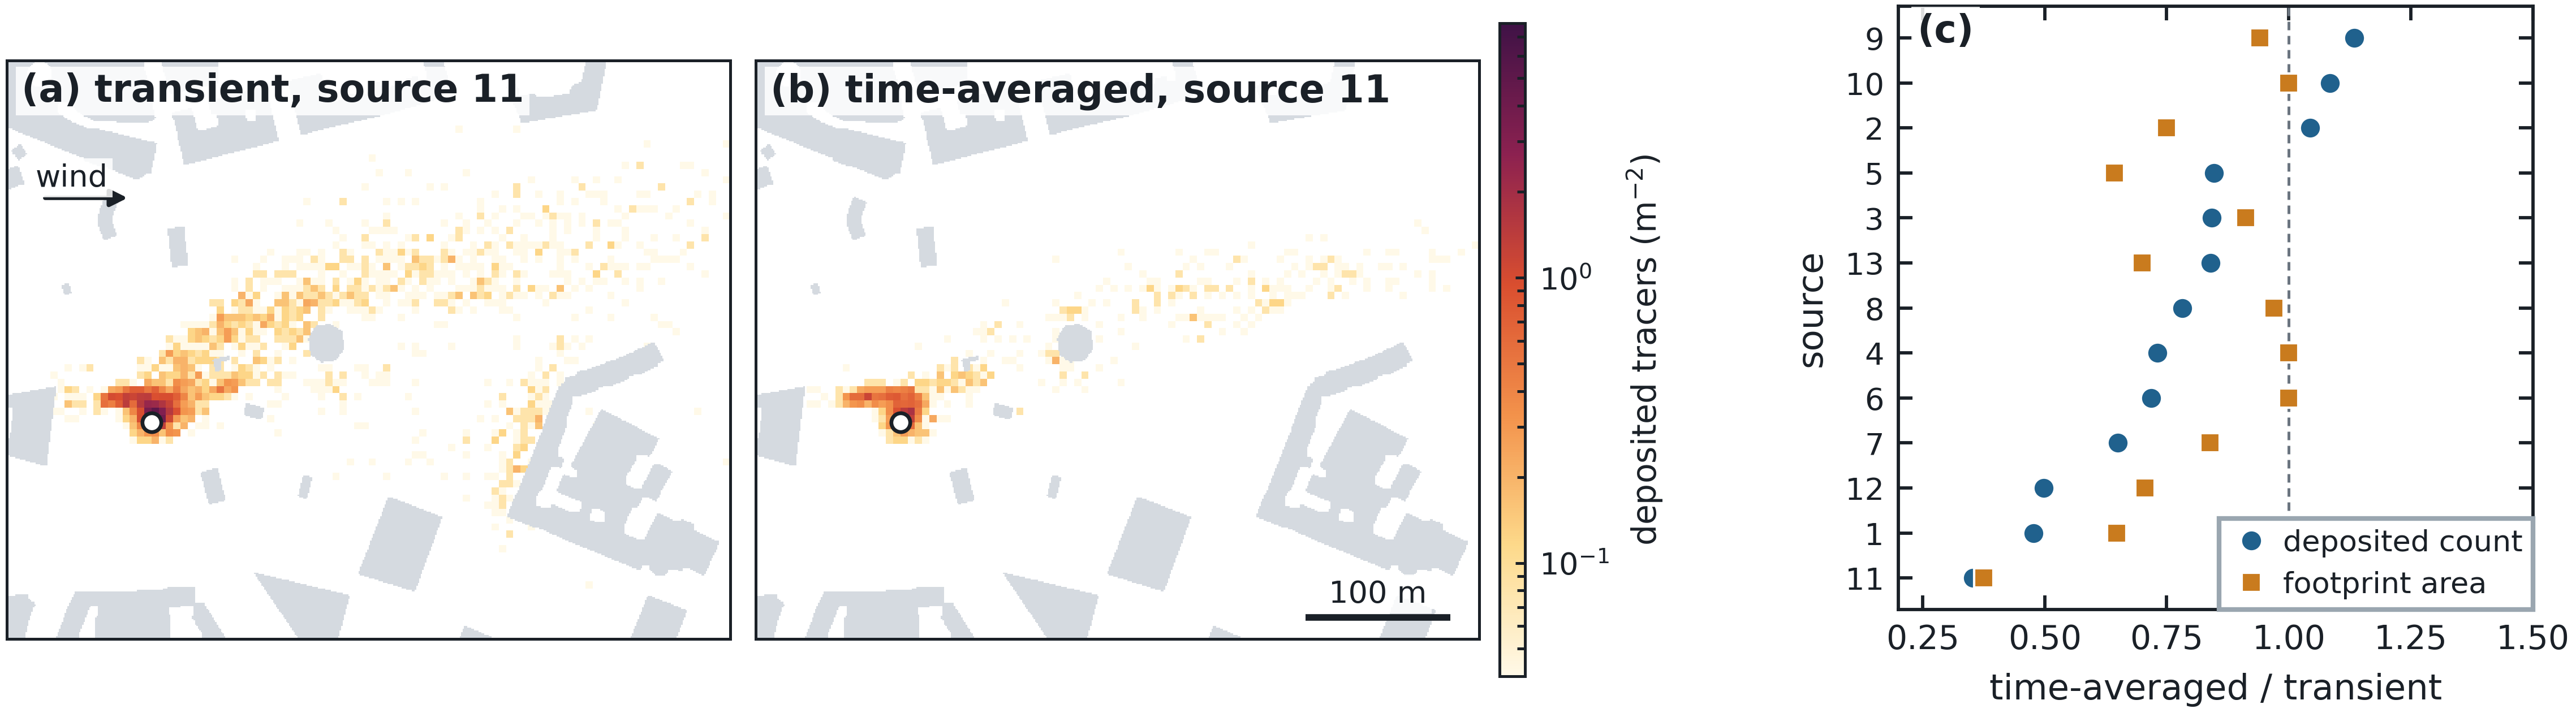 (a) transient, source 11
wind
(b) time-averaged, source 11
100 m
10⁰
10⁻¹
deposited tracers (m⁻²)
(c)
source
9
10
2
5
3
13
8
4
6
7
12
1
11
deposited count
footprint area
0.25 0.50 0.75 1.00 1.25 1.50
time-averaged / transient